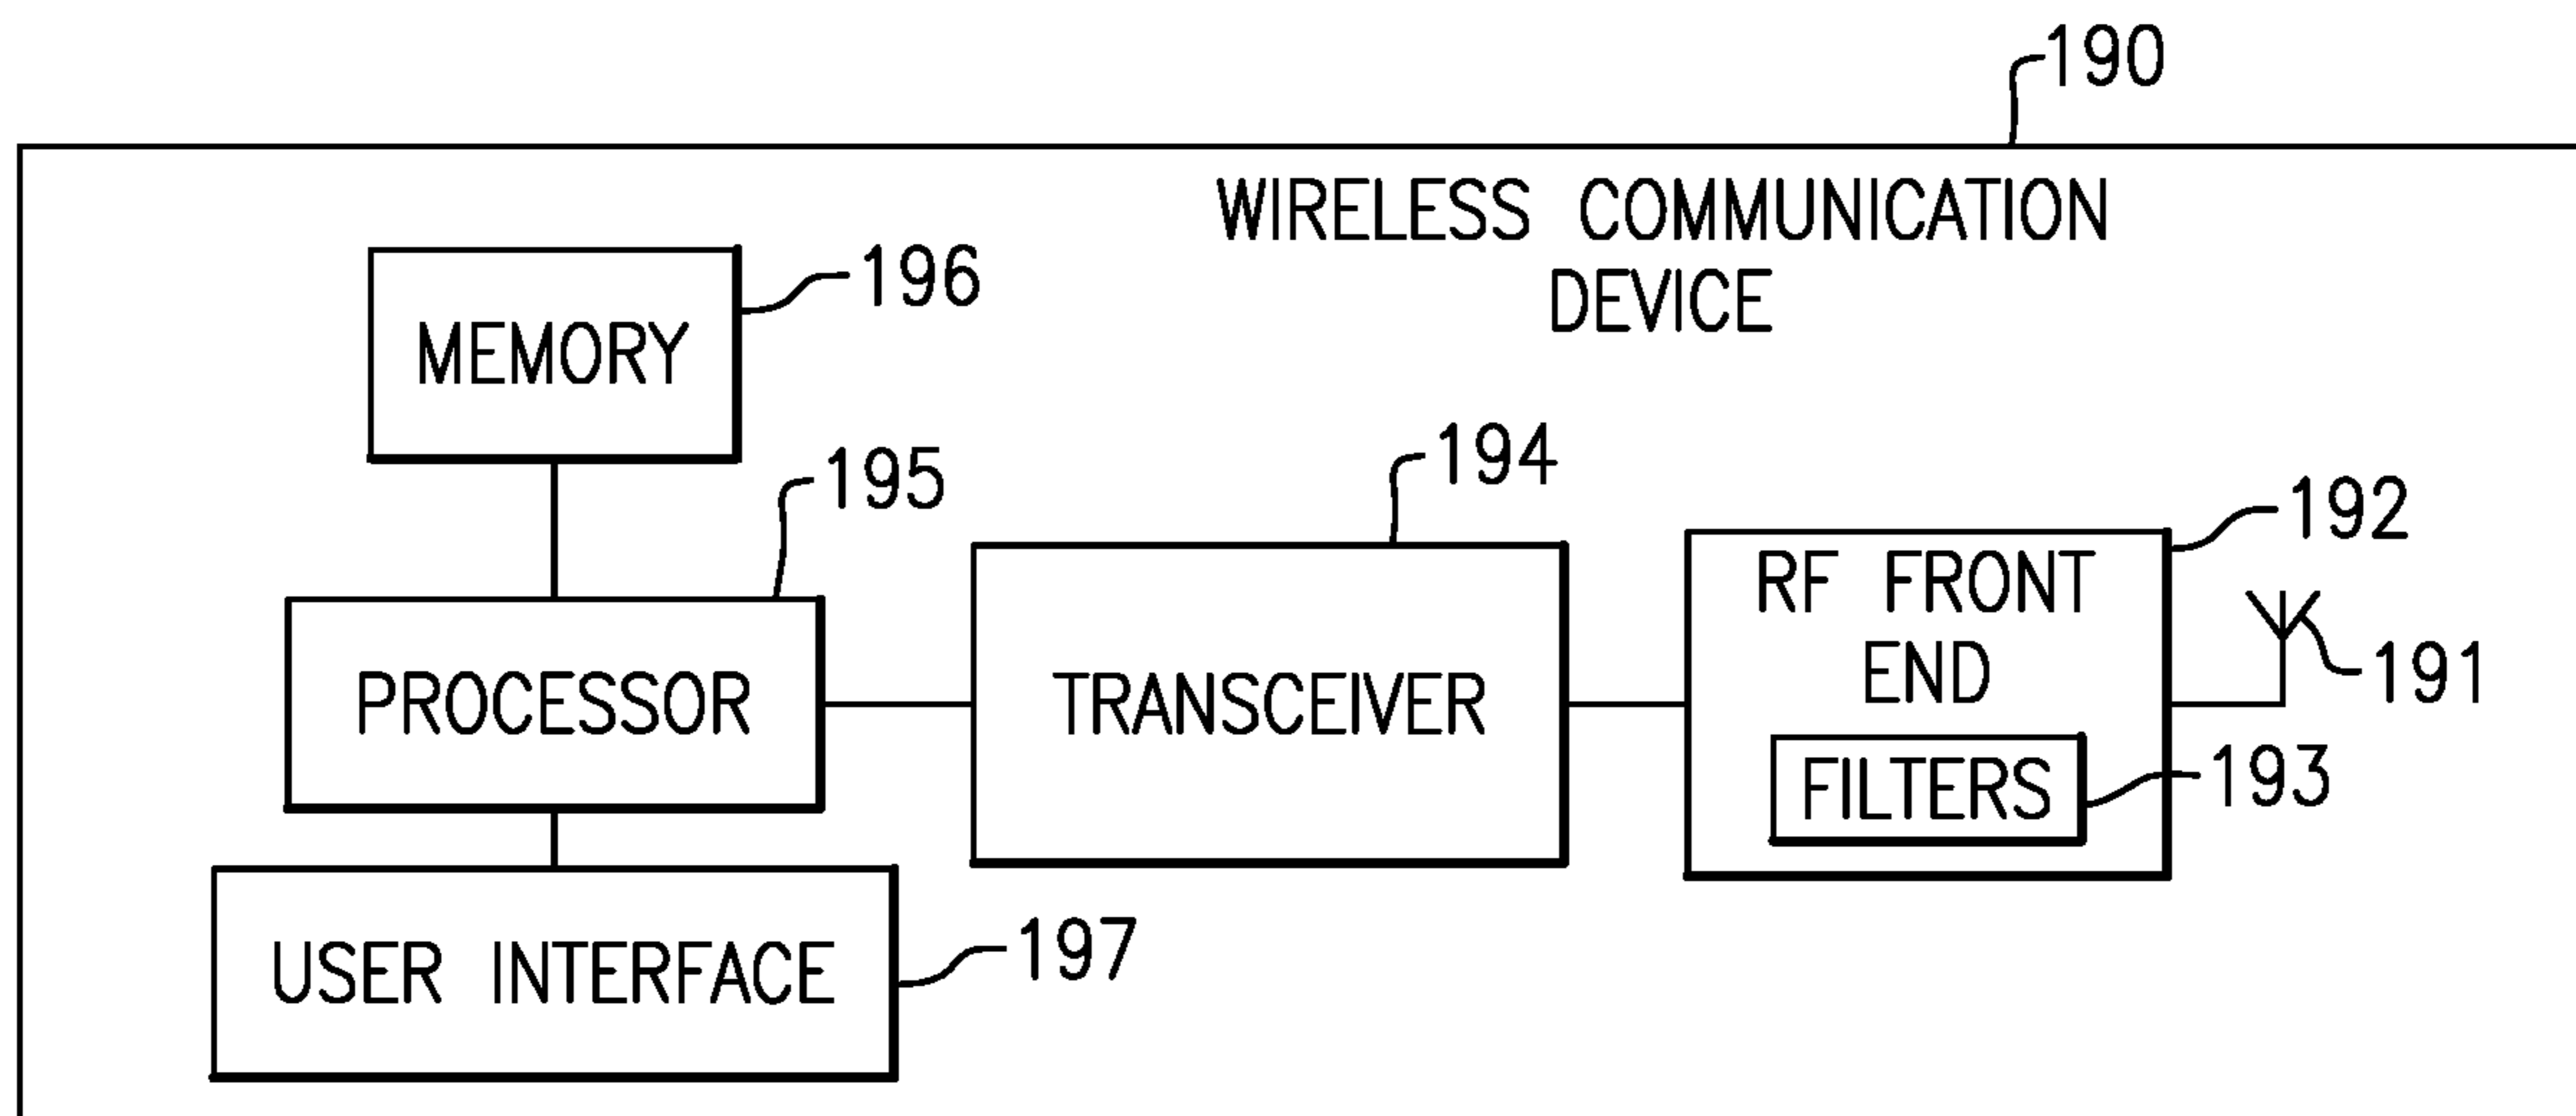 190
WIRELESS COMMUNICATION
DEVICE
196
MEMORY
195
194
192
RF FRONT
END
PROCESSOR
TRANSCEIVER
191
FILTERS
193
USER INTERFACE
197